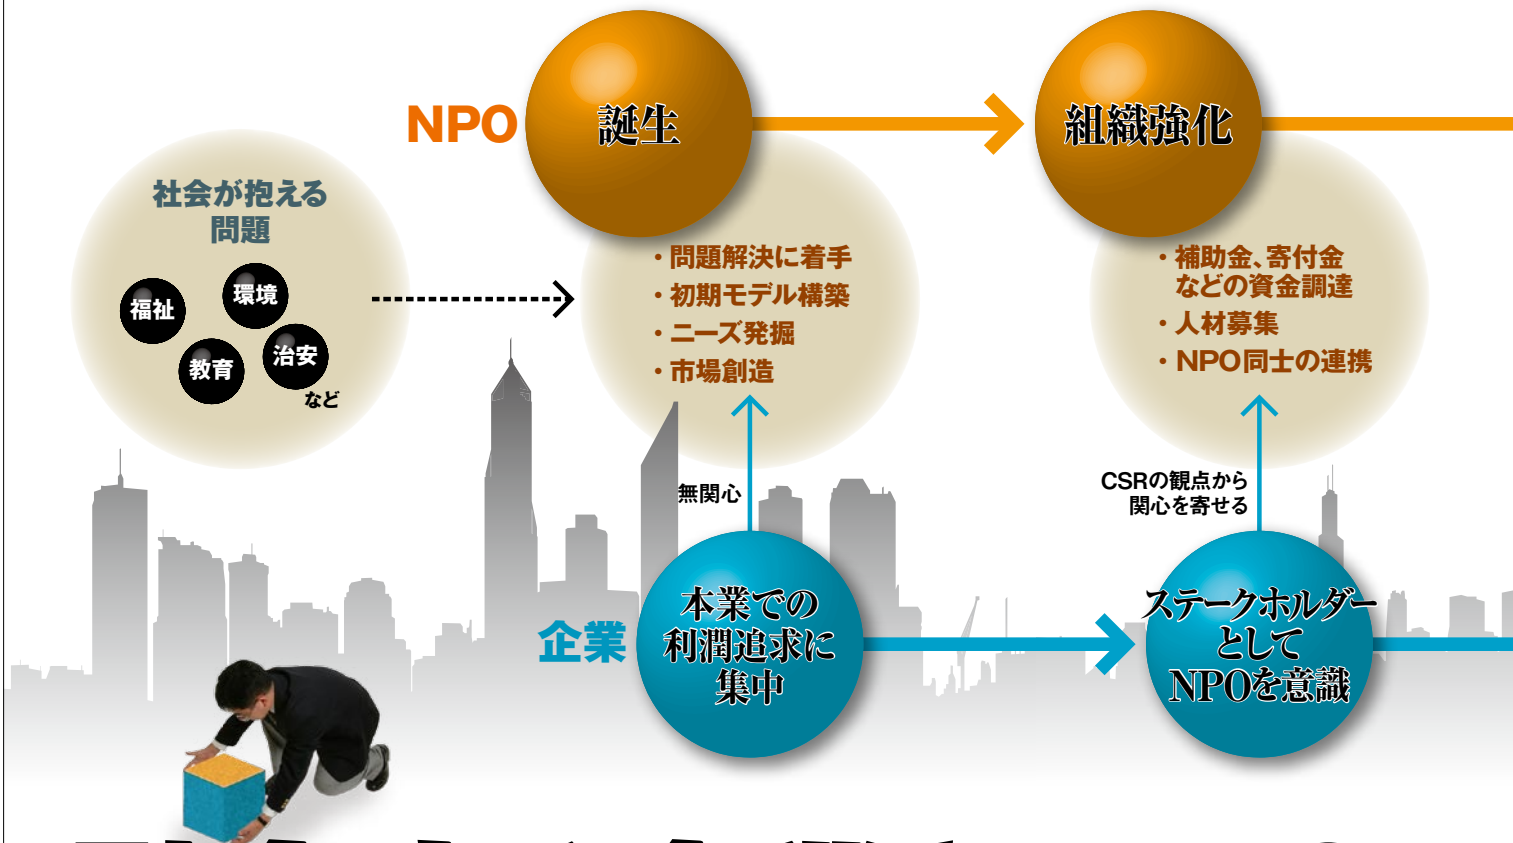 NPO
誕生
組織強化
社会が抱える
問題
福祉
環境
教育
治安
など
・問題解決に着手
・初期モデル構築
・ニーズ発掘
・市場創造
・補助金、寄付金
などの資金調達
・人材募集
・NPO同士の連携
無関心
CSRの観点から
関心を寄せる
企業
本業での
利潤追求に
集中
ステークホルダー
として
NPOを意識